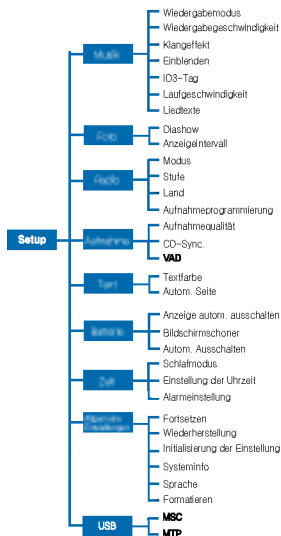 Setup
Musik
Wiedergabemodus
Wiedergabegeschwindigkeit
Klangeffekt
Einblenden
IO3-Tag
Laufgeschwindigkeit
Liedtexte
Foto
Diashow
Anzeigeintervall
Radio
Modus
Stufe
Land
Aufnahmeprogrammierung
Aufnahme
Aufnahmequalität
CD-Sync.
VAD
Text
Textfarbe
Autom. Seite
Batterie
Anzeige autom. ausschalten
Bildschirmschoner
Autom. Ausschalten
Zeit
Schlafmodus
Einstellung der Uhrzeit
Alarmeinstellung
Fortsetzen
Wiederherstellung
Initialisierung der Einstellung
Systeminfo
Sprache
Formatieren
USB
MSC
MTP